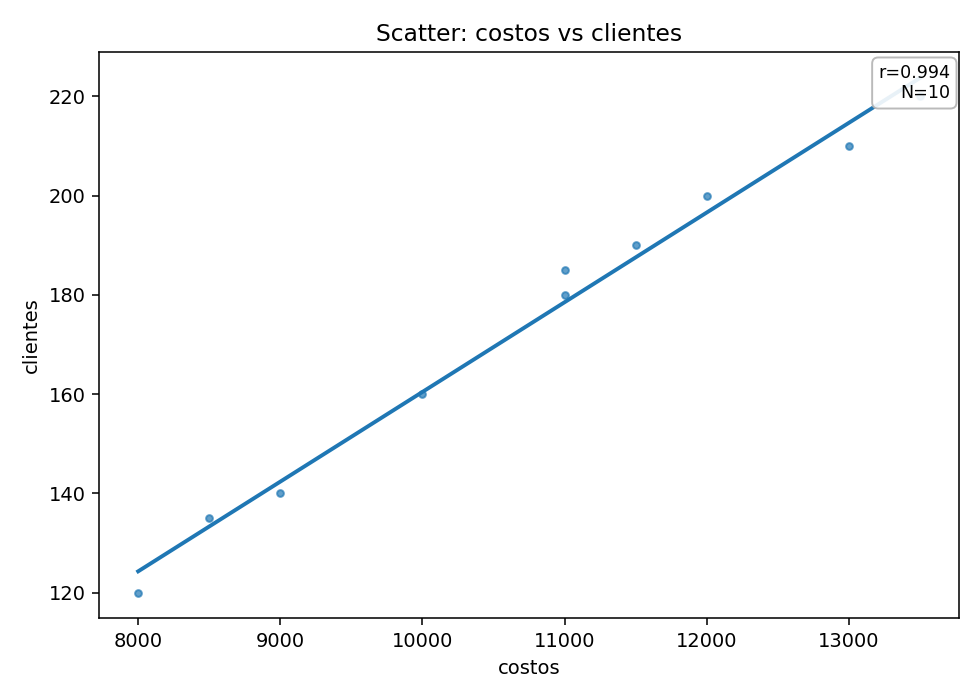 Scatter: costos vs clientes
r=0.994
N=10
220
200
180
160
140
120
clientes
8000 9000 10000 11000 12000 13000
costos